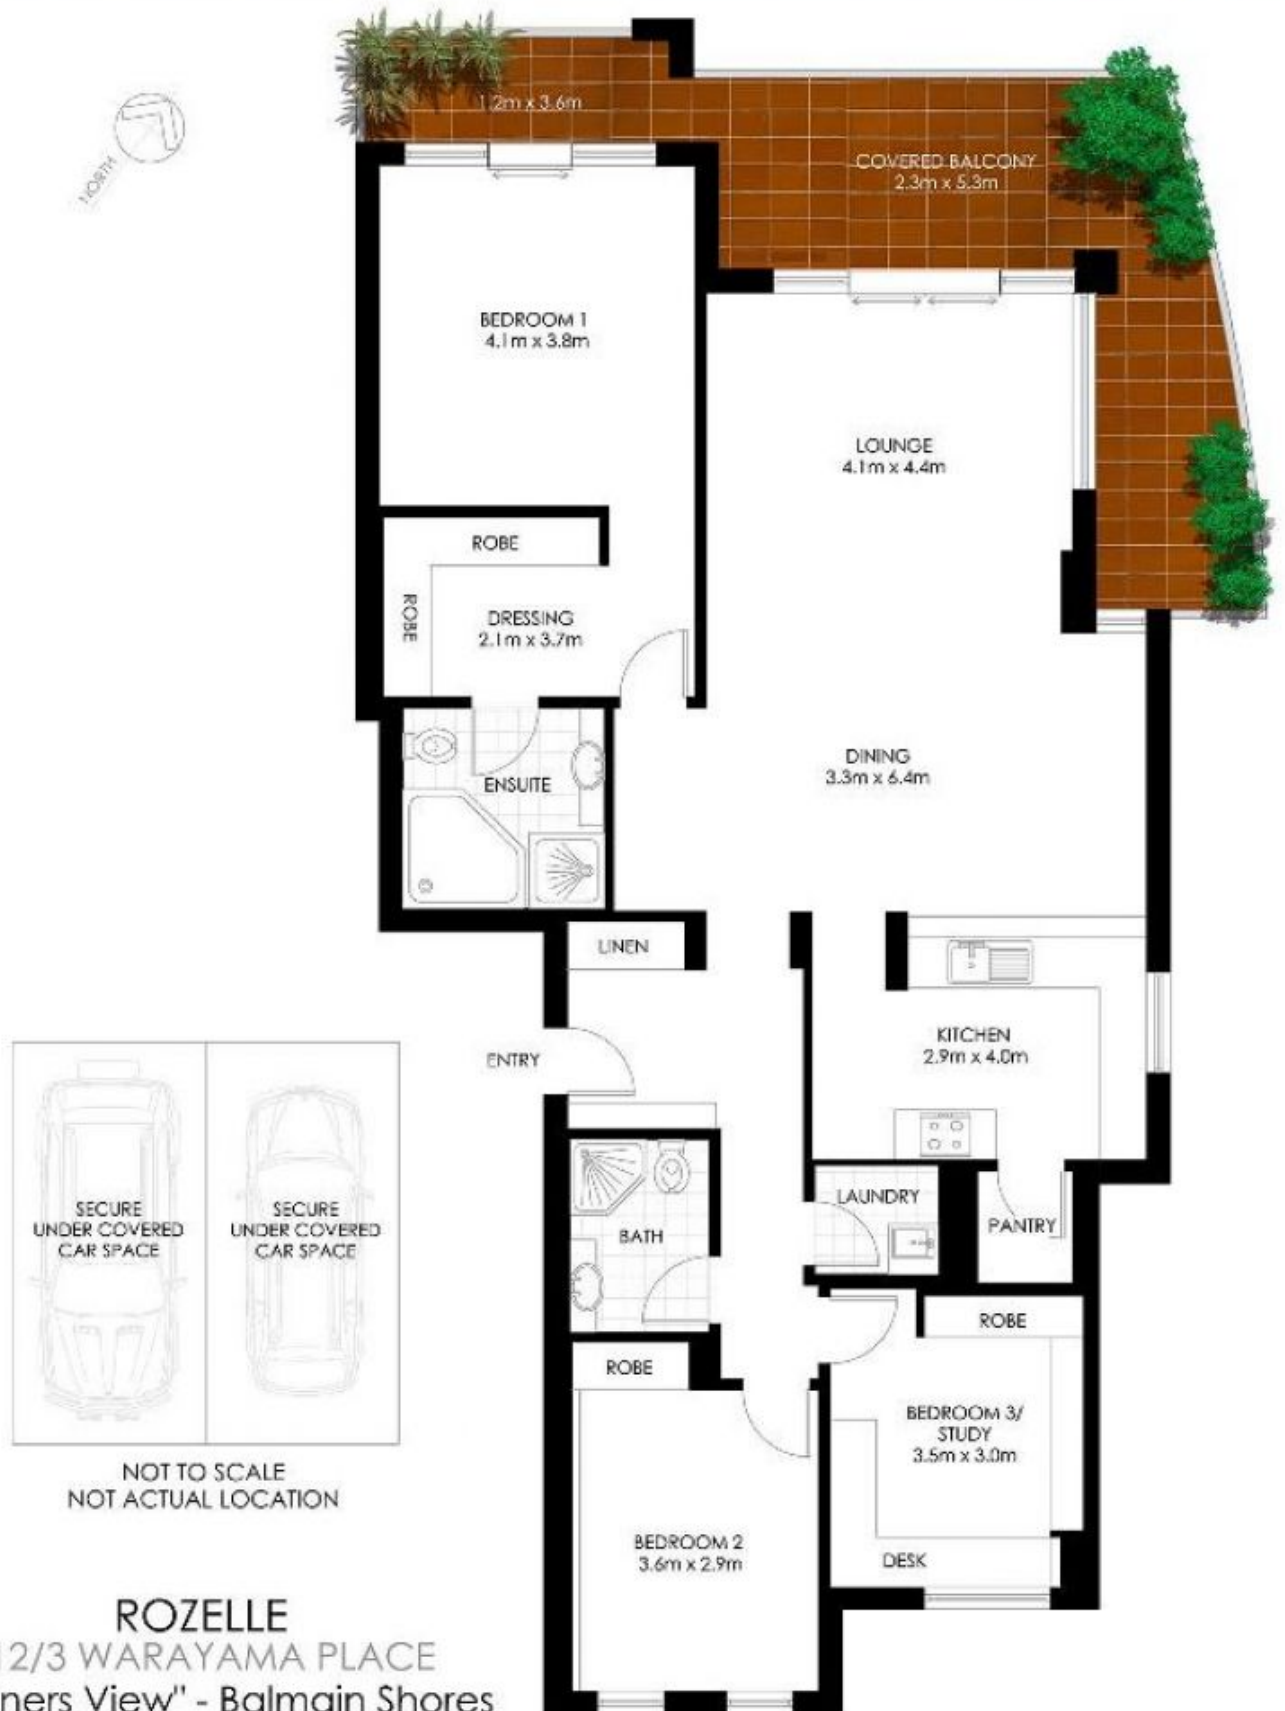 1.2m x 3.6m
NORTH
COVERED BALCONY
2.3m x 5.3m
BEDROOM 1
4.1m x 3.8m
LOUNGE
4.1m x 4.4m
ROBE
ROBE
DRESSING
2.1m x 3.7m
DINING
3.3m x 6.4m
ENSUITE
LINEN
KITCHEN
2.9m x 4.0m
ENTRY
LAUNDRY
PANTRY
BATH
SECURE
UNDER COVERED
CAR SPACE
SECURE
UNDER COVERED
CAR SPACE
ROBE
ROBE
BEDROOM 3/
STUDY
3.5m x 3.0m
NOT TO SCALE
NOT ACTUAL LOCATION
BEDROOM 2
3.6m x 2.9m
DESK
ROZELLE
12/3 WARAYAMA PLACE
ners View" - Balmain Shores